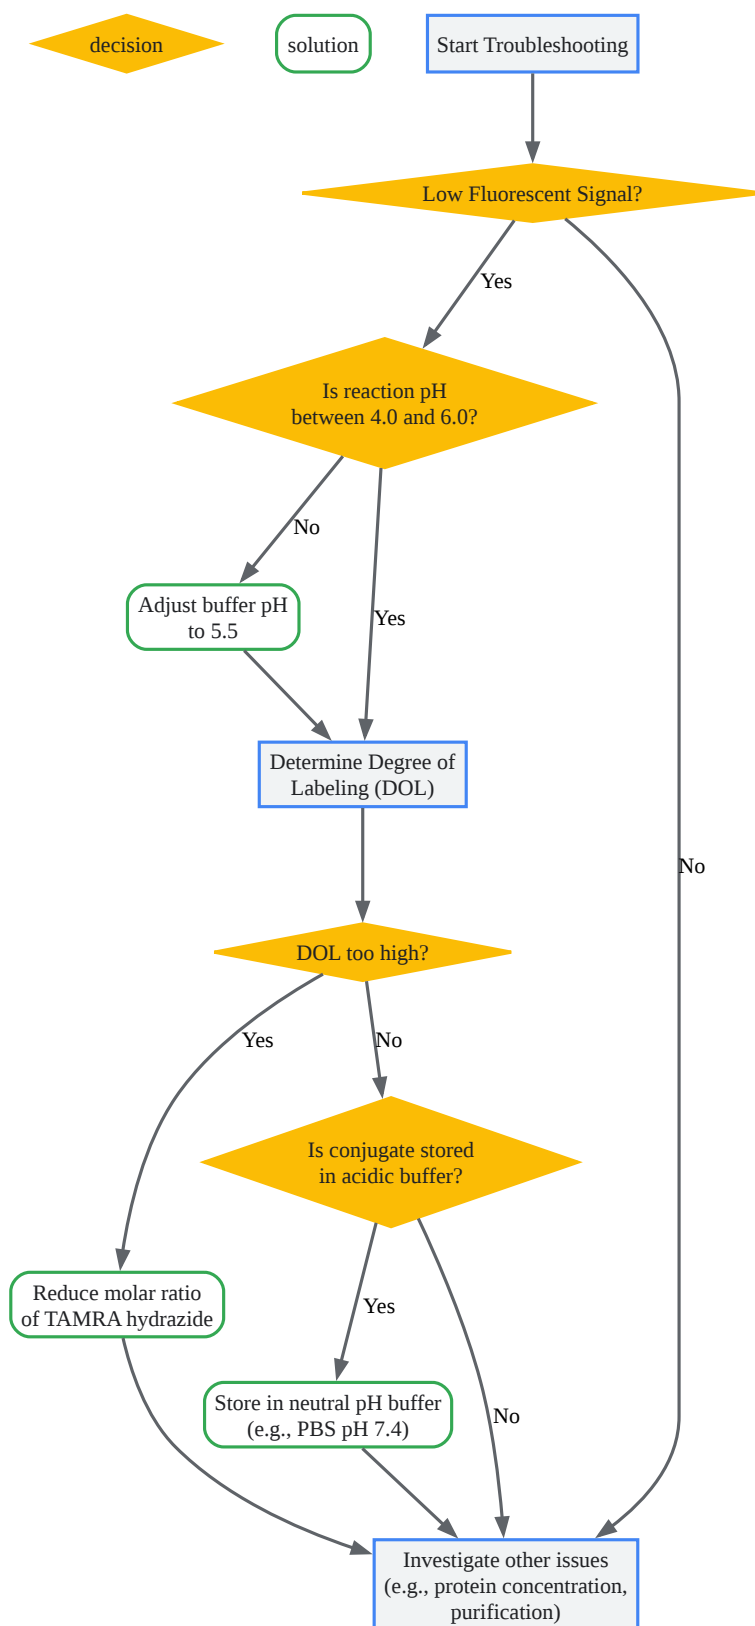 decision
solution
Start Troubleshooting
Low Fluorescent Signal?
Yes
Is reaction pH
between 4.0 and 6.0?
No
Adjust buffer pH
to 5.5
Yes
Determine Degree of
Labeling (DOL)
No
DOL too high?
Yes
No
Is conjugate stored
in acidic buffer?
Reduce molar ratio
of TAMRA hydrazide
Yes
Store in neutral pH buffer
(e.g., PBS pH 7.4)
No
Investigate other issues
(e.g., protein concentration,
purification)